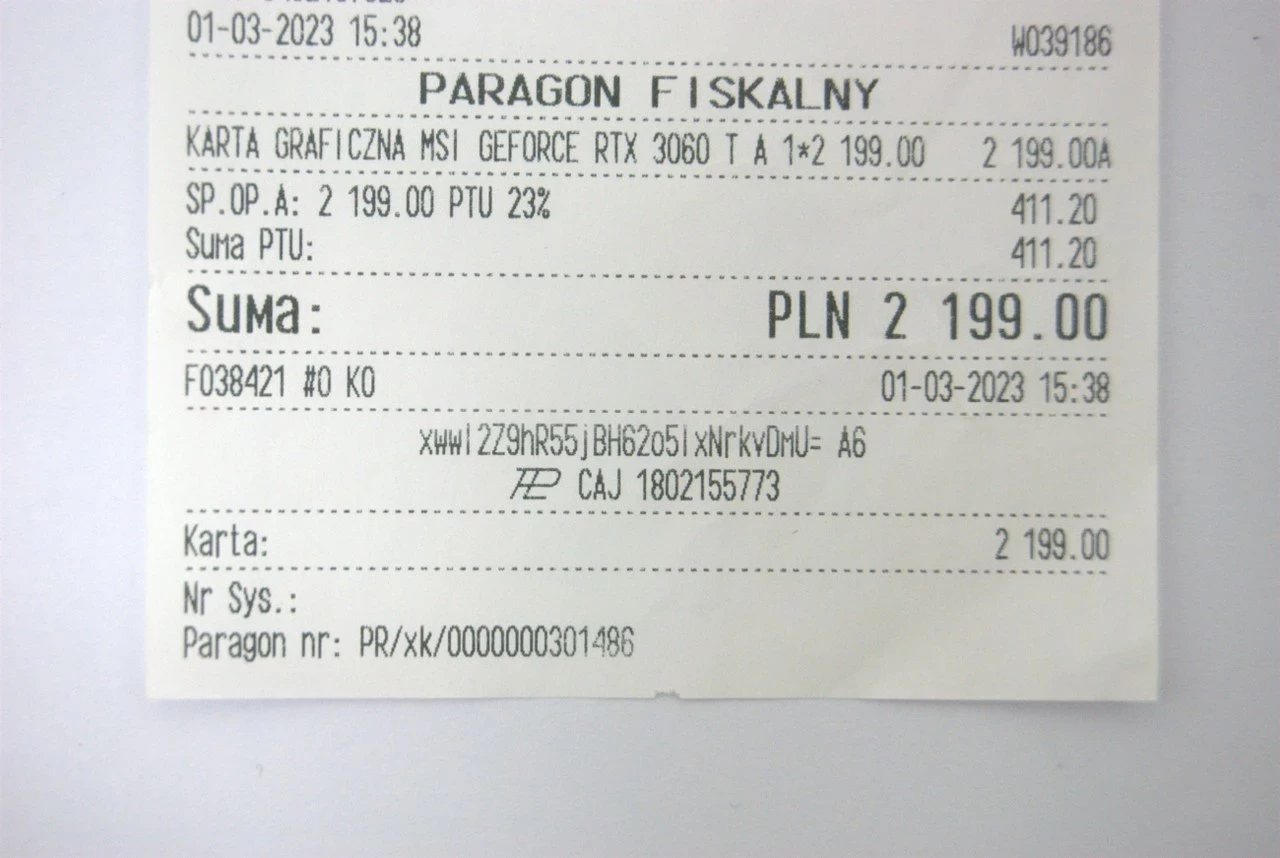 01-03-2023 15:38 W039186
PARAGON FISKALNY
KARTA GRAFICZNA MSI GEFORCE RTX 3060 T A 1*2 199.00 2 199.00A
SP.OP.A: 2 199.00 PTU 23% 411.20
Suma PTU: 411.20
Suma: PLN 2 199.00
F038421 #0 KO 01-03-2023 15:38
xwwl2Z9hR55jBH62o5lxNrkvDmU= A6
CAJ 1802155773
Karta: 2 199.00
Nr Sys.:
Paragon nr: PR/xk/0000000301486